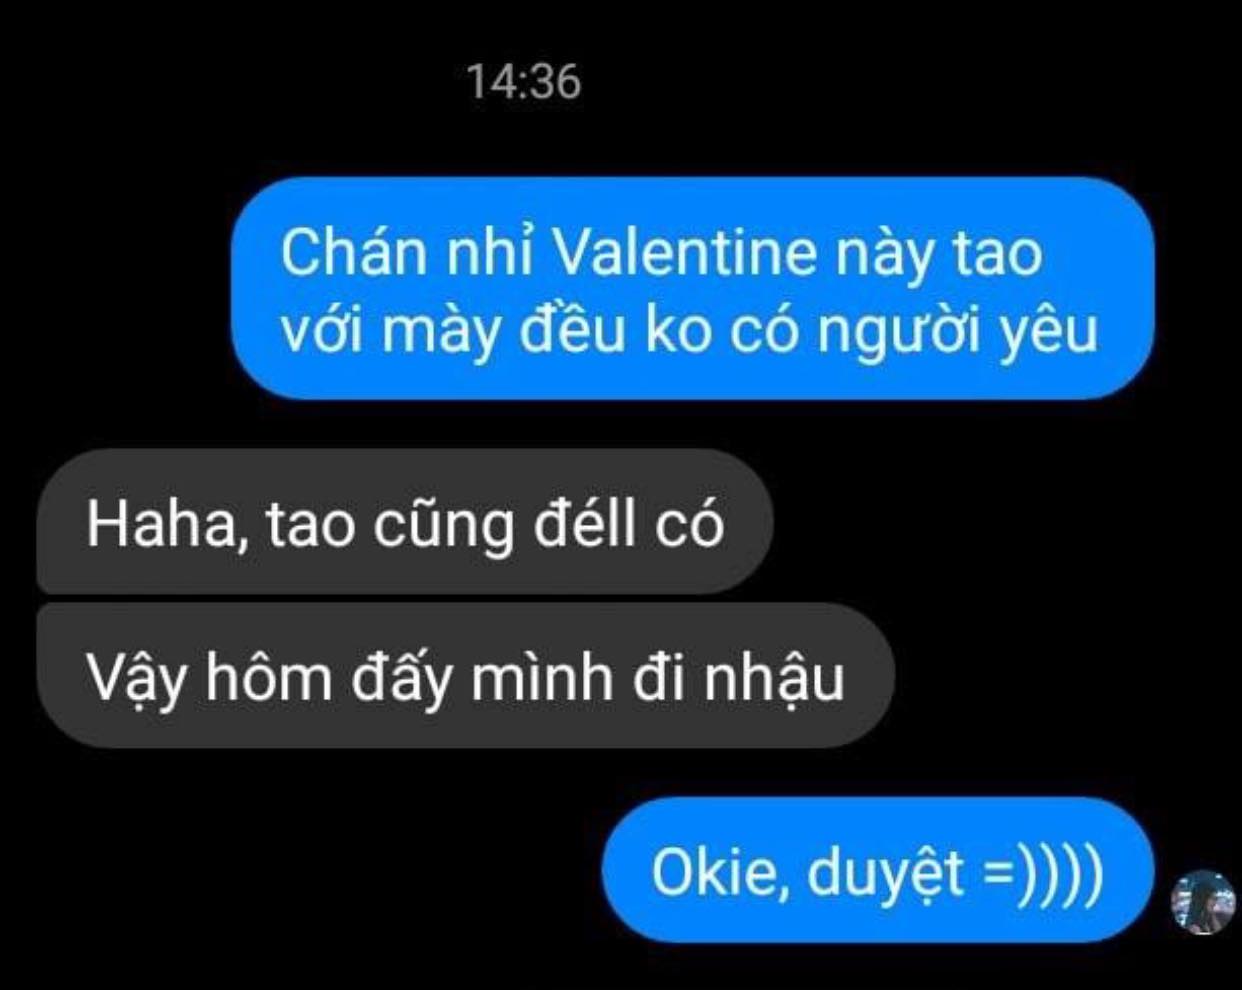 14:36
Chán nhỉ Valentine này tao
với mày đều ko có người yêu
Haha, tao cũng đéll có
Vậy hôm đấy mình đi nhậu
Okie, duyệt =))))